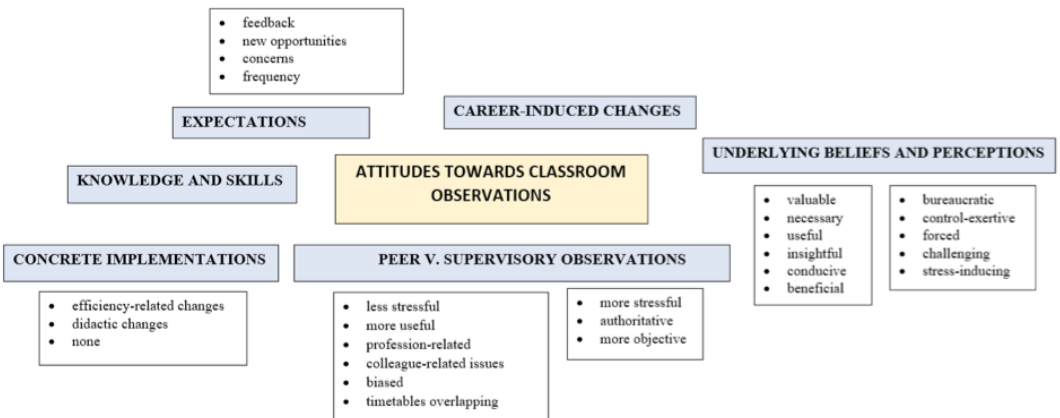 • feedback
• new opportunities
• concerns
• frequency
CAREER-INDUCED CHANGES
EXPECTATIONS
UNDERLYING BELIEFS AND PERCEPTIONS
ATTITUDES TOWARDS CLASSROOM
OBSERVATIONS
KNOWLEDGE AND SKILLS
• valuable
• necessary
• useful
• insightful
• conducive
• beneficial
• bureaucratic
• control-exertive
• forced
• challenging
• stress-inducing
CONCRETE IMPLEMENTATIONS
• efficiency-related changes
• didactic changes
• none
PEER V. SUPERVISORY OBSERVATIONS
• less stressful
• more useful
• profession-related
• colleague-related issues
• biased
• timetables overlapping
• more stressful
• authoritative
• more objective